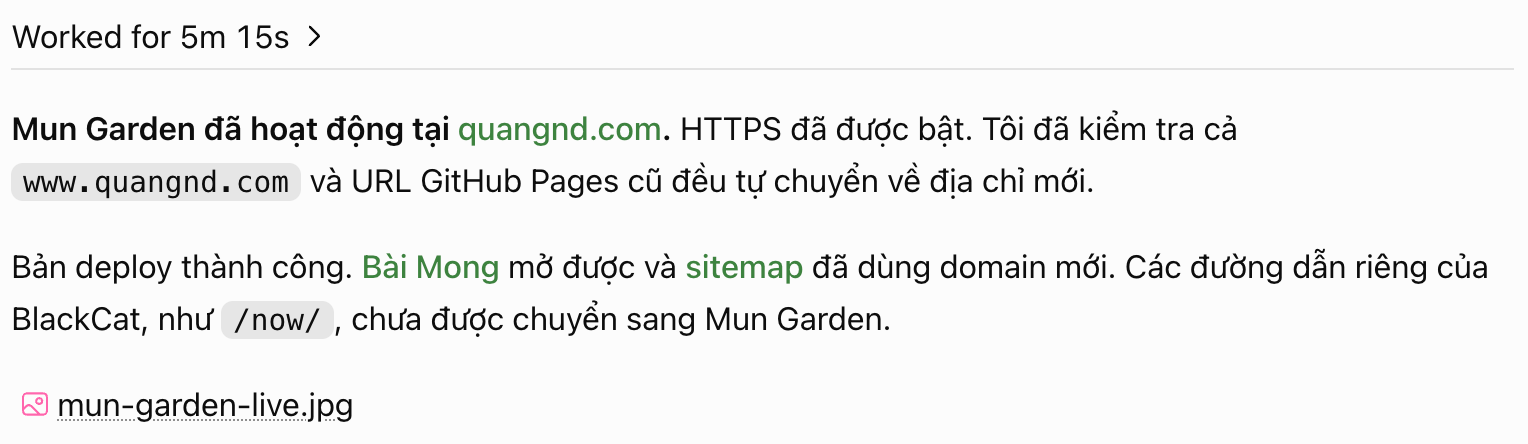 Worked for 5m 15s
Mun Garden đã hoạt động tại quangnd.com. HTTPS đã được bật. Tôi đã kiểm tra cả
www.quangnd.com và URL GitHub Pages cũ đều tự chuyển về địa chỉ mới.
Bản deploy thành công. Bài Mong mở được và sitemap đã dùng domain mới. Các đường dẫn riêng của
BlackCat, như /now/, chưa được chuyển sang Mun Garden.
mun-garden-live.jpg